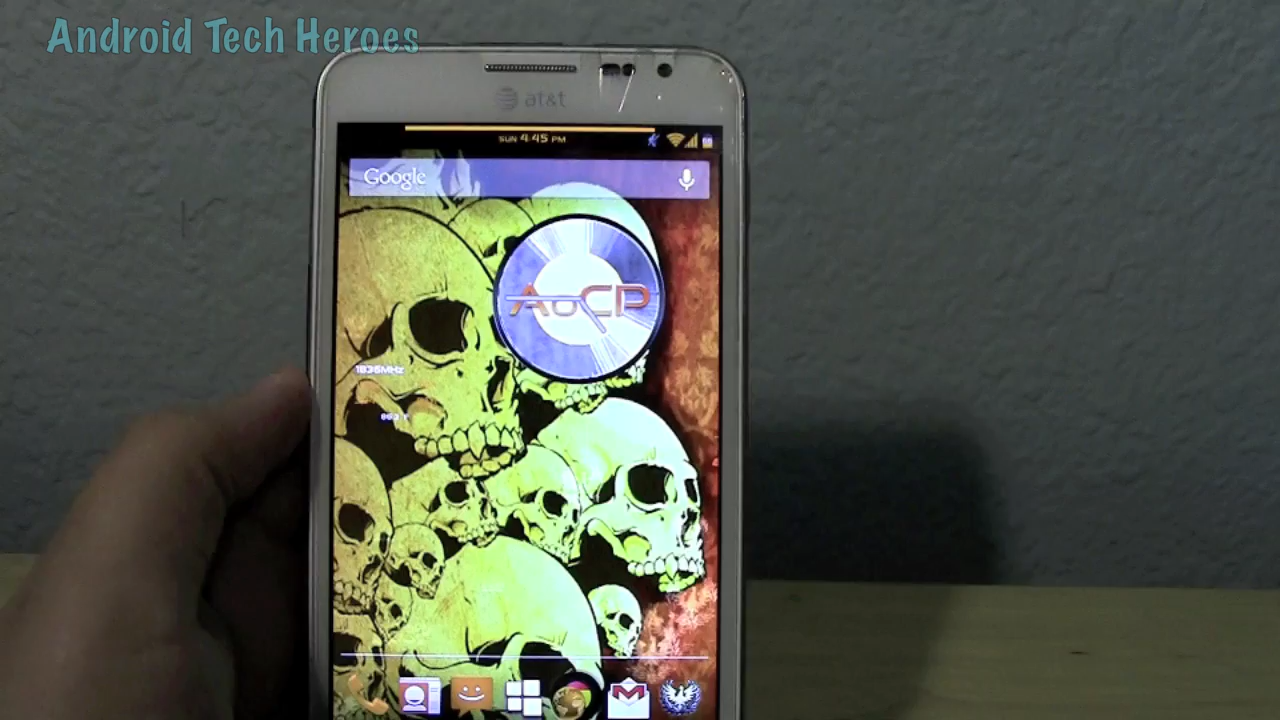 Android Tech Heroes
at&t
SUN 4:45 PM
Google
AOCP
1836MHz